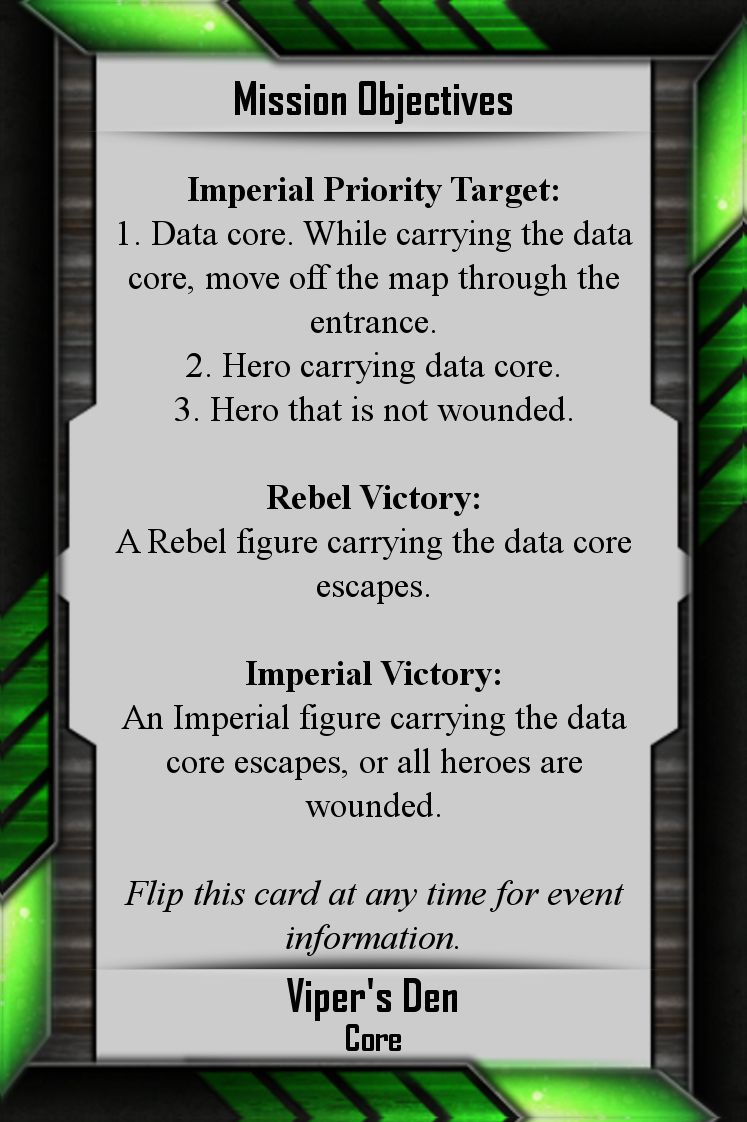 Mission Objectives
Imperial Priority Target:
1. Data core. While carrying the data
core, move off the map through the
entrance.
2. Hero carrying data core.
3. Hero that is not wounded.
Rebel Victory:
A Rebel figure carrying the data core
escapes.
Imperial Victory:
An Imperial figure carrying the data
core escapes, or all heroes are
wounded.
Flip this card at any time for event
information.
Viper's Den
Core